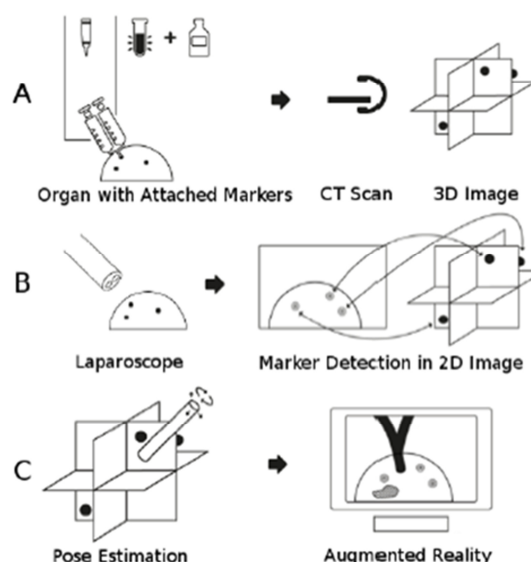 A
+
Organ with Attached Markers
CT Scan
3D Image
B
Laparoscope
Marker Detection in 2D Image
C
Pose Estimation
Augmented Reality